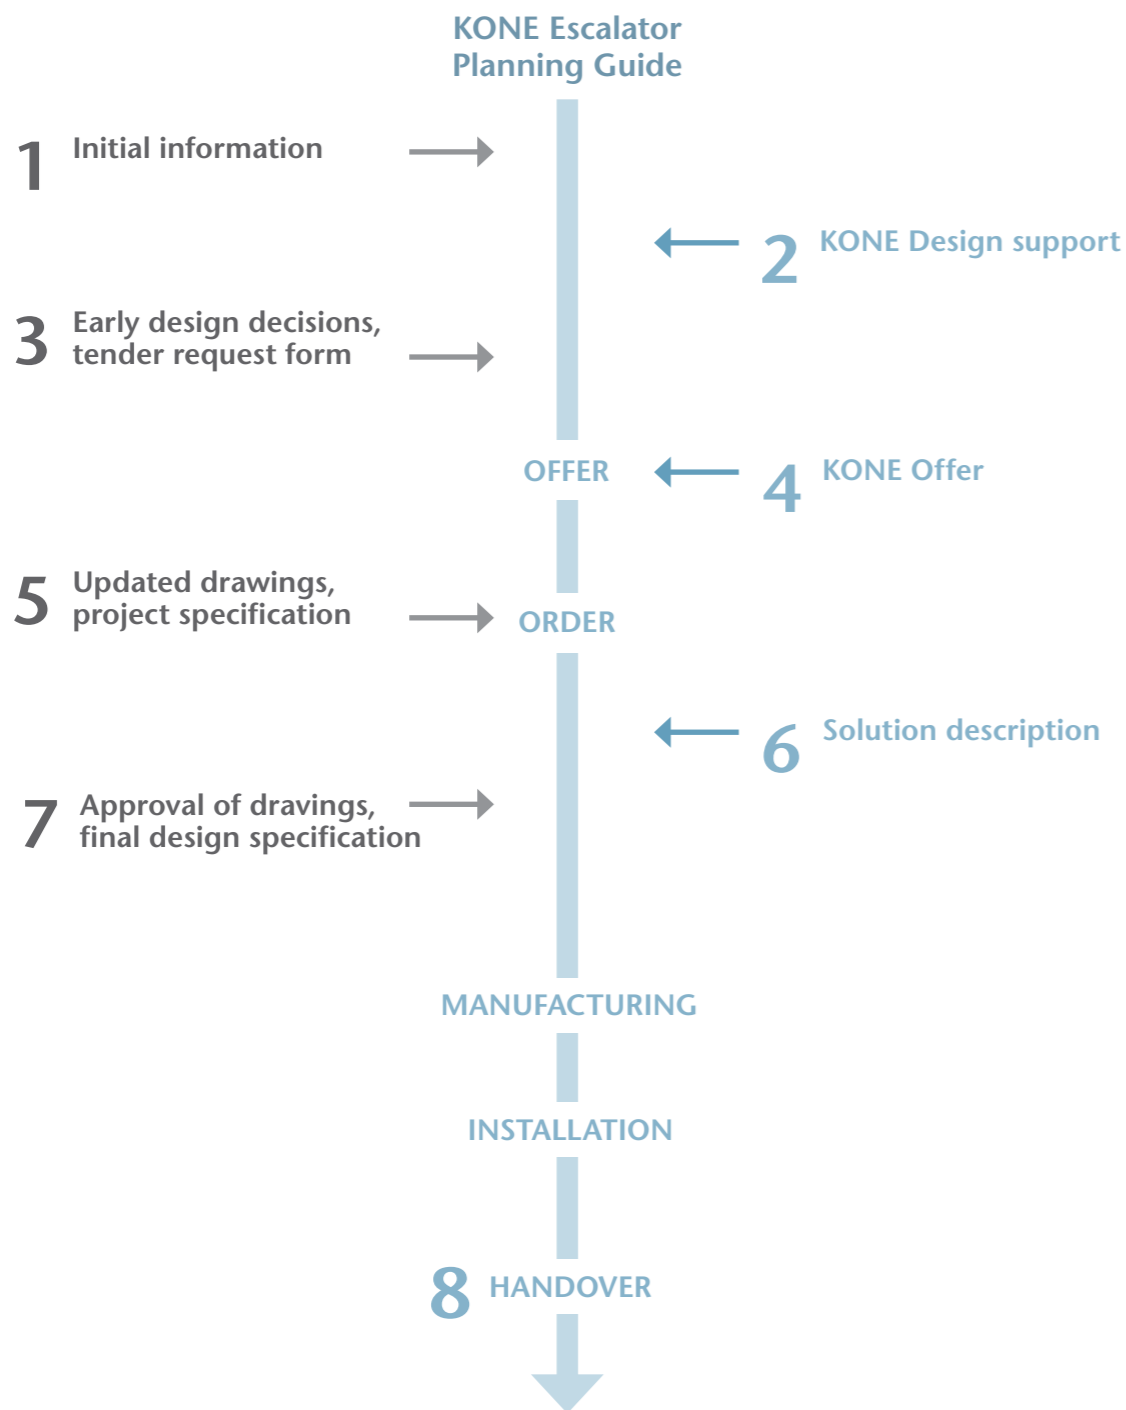 KONE Escalator
Planning Guide
1 Initial information
2 KONE Design support
3 Early design decisions,
tender request form
OFFER
4 KONE Offer
5 Updated drawings,
project specification
ORDER
6 Solution description
7 Approval of dravings,
final design specification
MANUFACTURING
INSTALLATION
8 HANDOVER